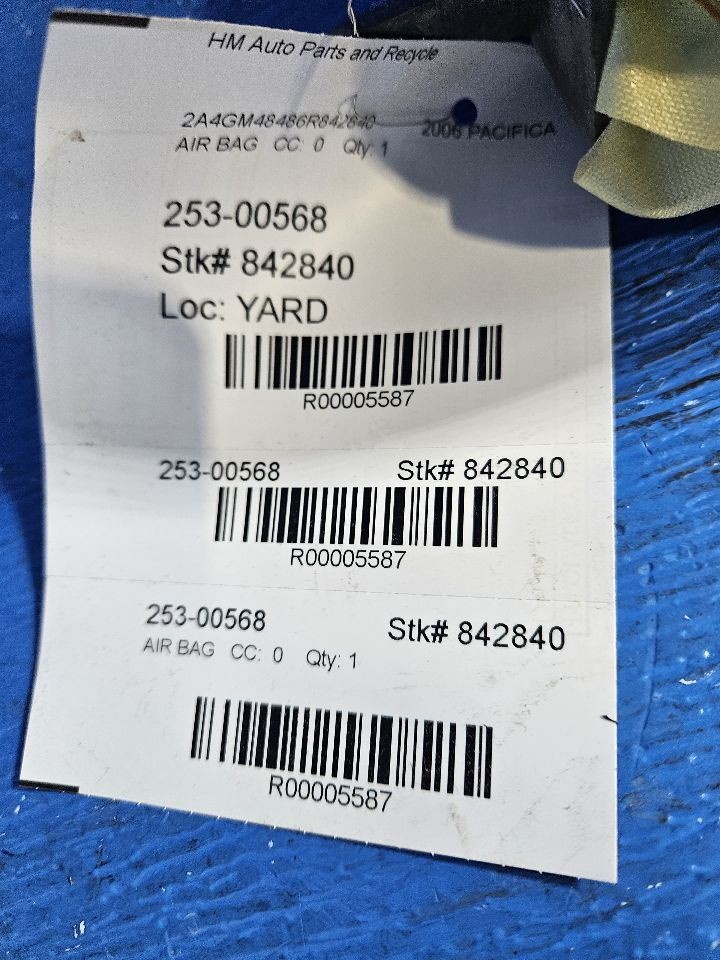 HM Auto Parts and Recycle
2A4GM48486R842840 2006 PACIFICA
AIR BAG CC: 0 Qty: 1
253-00568
Stk# 842840
Loc: YARD
R00005587
253-00568 Stk# 842840
R00005587
253-00568 Stk# 842840
AIR BAG CC: 0 Qty: 1
R00005587